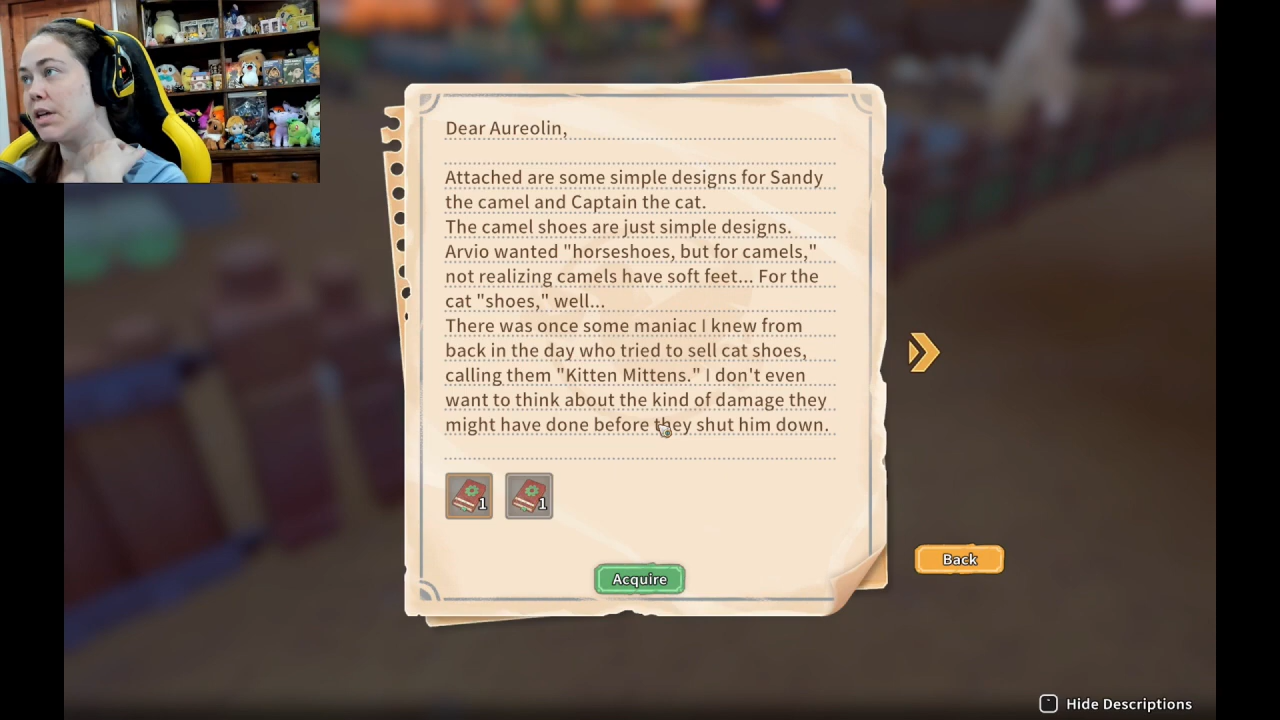 Dear Aureolin,
Attached are some simple designs for Sandy
the camel and Captain the cat.
The camel shoes are just simple designs.
Arvio wanted "horseshoes, but for camels,"
not realizing camels have soft feet... For the
cat "shoes," well...
There was once some maniac I knew from
back in the day who tried to sell cat shoes,
calling them "Kitten Mittens." I don't even
want to think about the kind of damage they
might have done before they shut him down.
1 1
Acquire
Back
Hide Descriptions